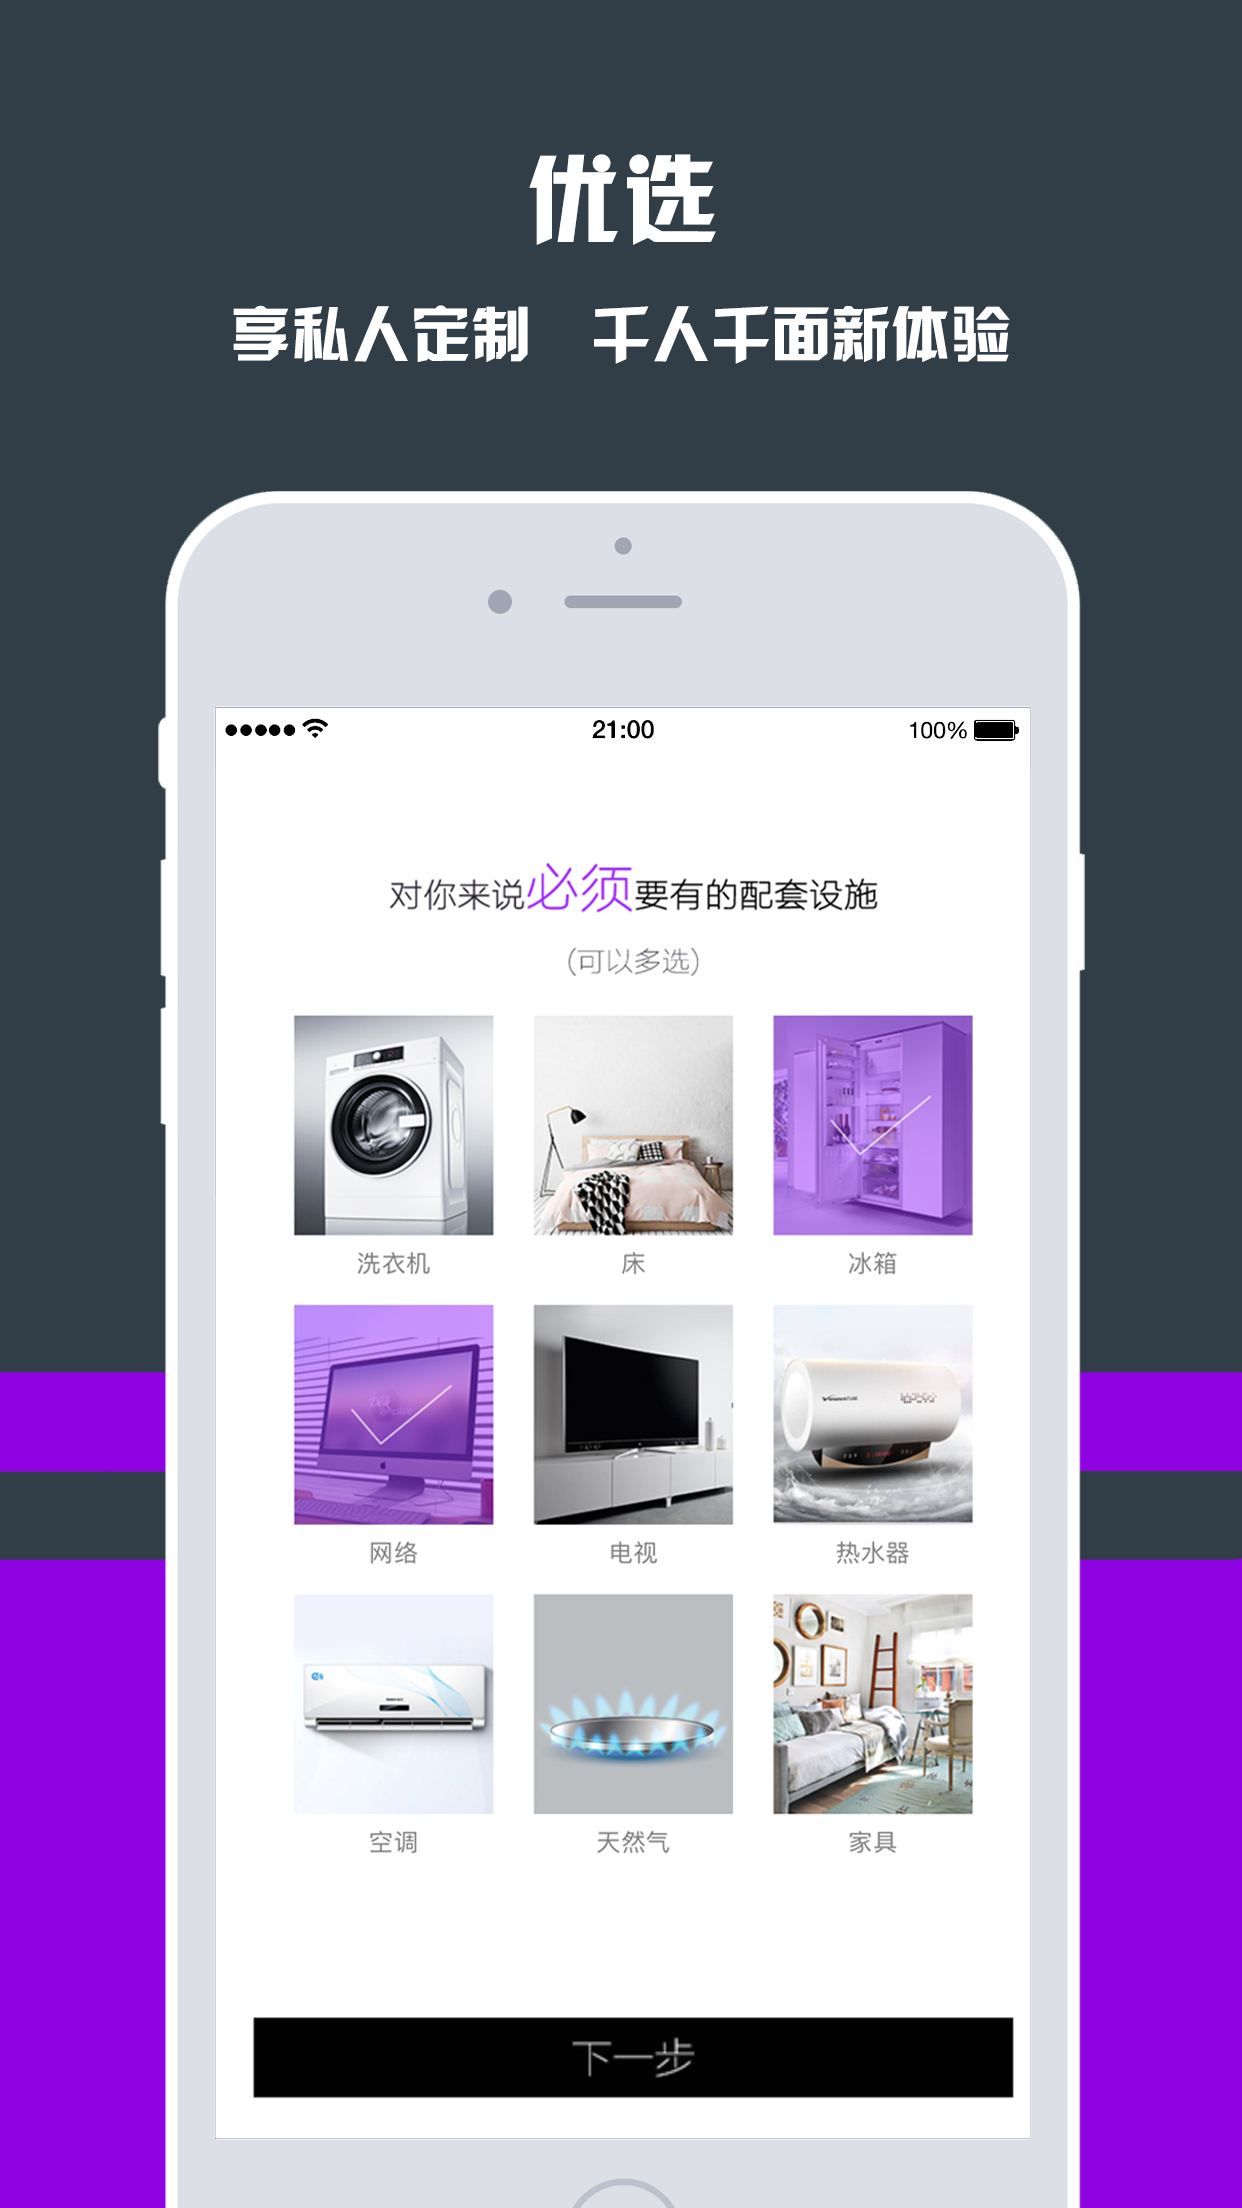 优选
享私人定制 千人千面新体验
21:00
100%
对你来说必须要有的配套设施
(可以多选)
洗衣机 床 冰箱
网络 电视 热水器
空调 天然气 家具
下一步